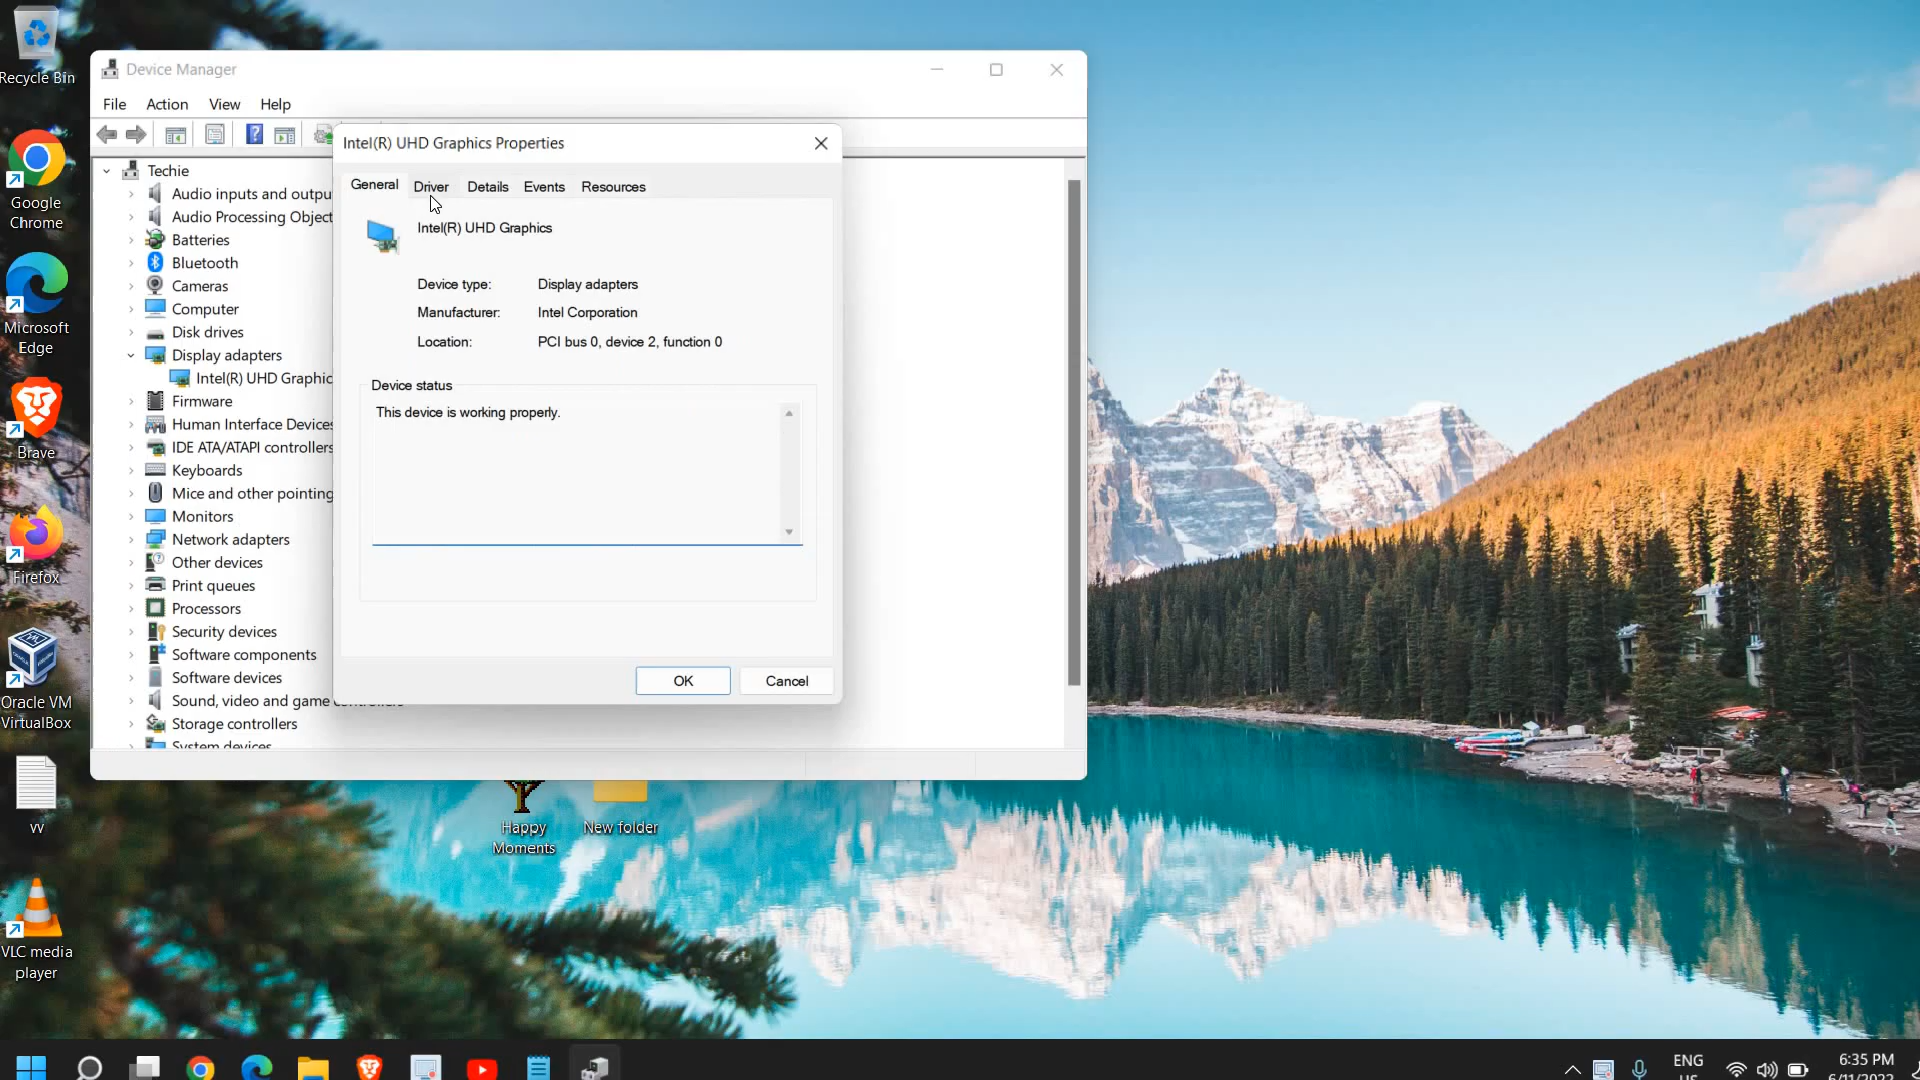 Recycle Bin
Google
Chrome
Microsoft
Edge
Brave
Firefox
Oracle VM
VirtualBox
vv
VLC media
player
Happy
Moments
New folder
Device Manager
File Action View Help
Techie
Audio inputs and outpu
Audio Processing Object
Batteries
Bluetooth
Cameras
Computer
Disk drives
Display adapters
Intel(R) UHD Graphic
Firmware
Human Interface Devices
IDE ATA/ATAPI controllers
Keyboards
Mice and other pointing
Monitors
Network adapters
Other devices
Print queues
Processors
Security devices
Software components
Software devices
Sound, video and game controllers
Storage controllers
System devices
Intel(R) UHD Graphics Properties
General Driver Details Events Resources
Intel(R) UHD Graphics
Device type: Display adapters
Manufacturer: Intel Corporation
Location: PCI bus 0, device 2, function 0
Device status
This device is working properly.
OK Cancel
ENG
US
6:35 PM